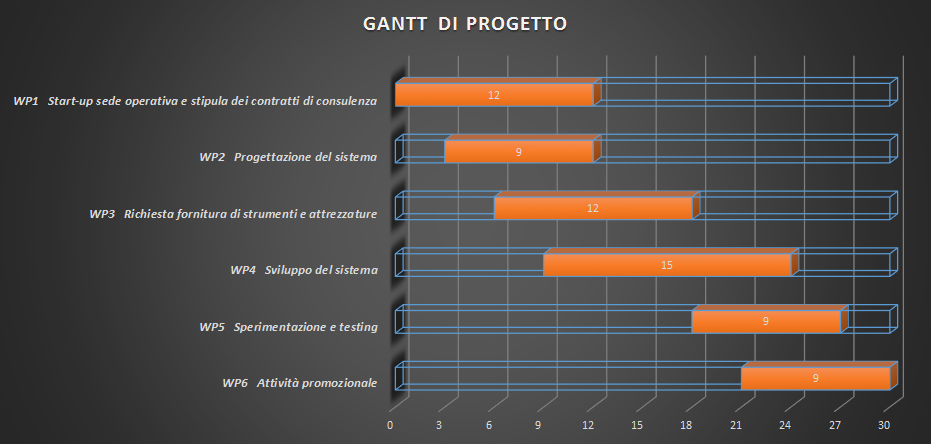 GANTT DI PROGETTO
WP1 Start-up sede operativa e stipula dei contratti di consulenza
12
WP2 Progettazione del sistema
9
WP3 Richiesta fornitura di strumenti e attrezzature
12
WP4 Sviluppo del sistema
15
WP5 Sperimentazione e testing
9
WP6 Attività promozionale
9
0 3 6 9 12 15 18 21 24 27 30